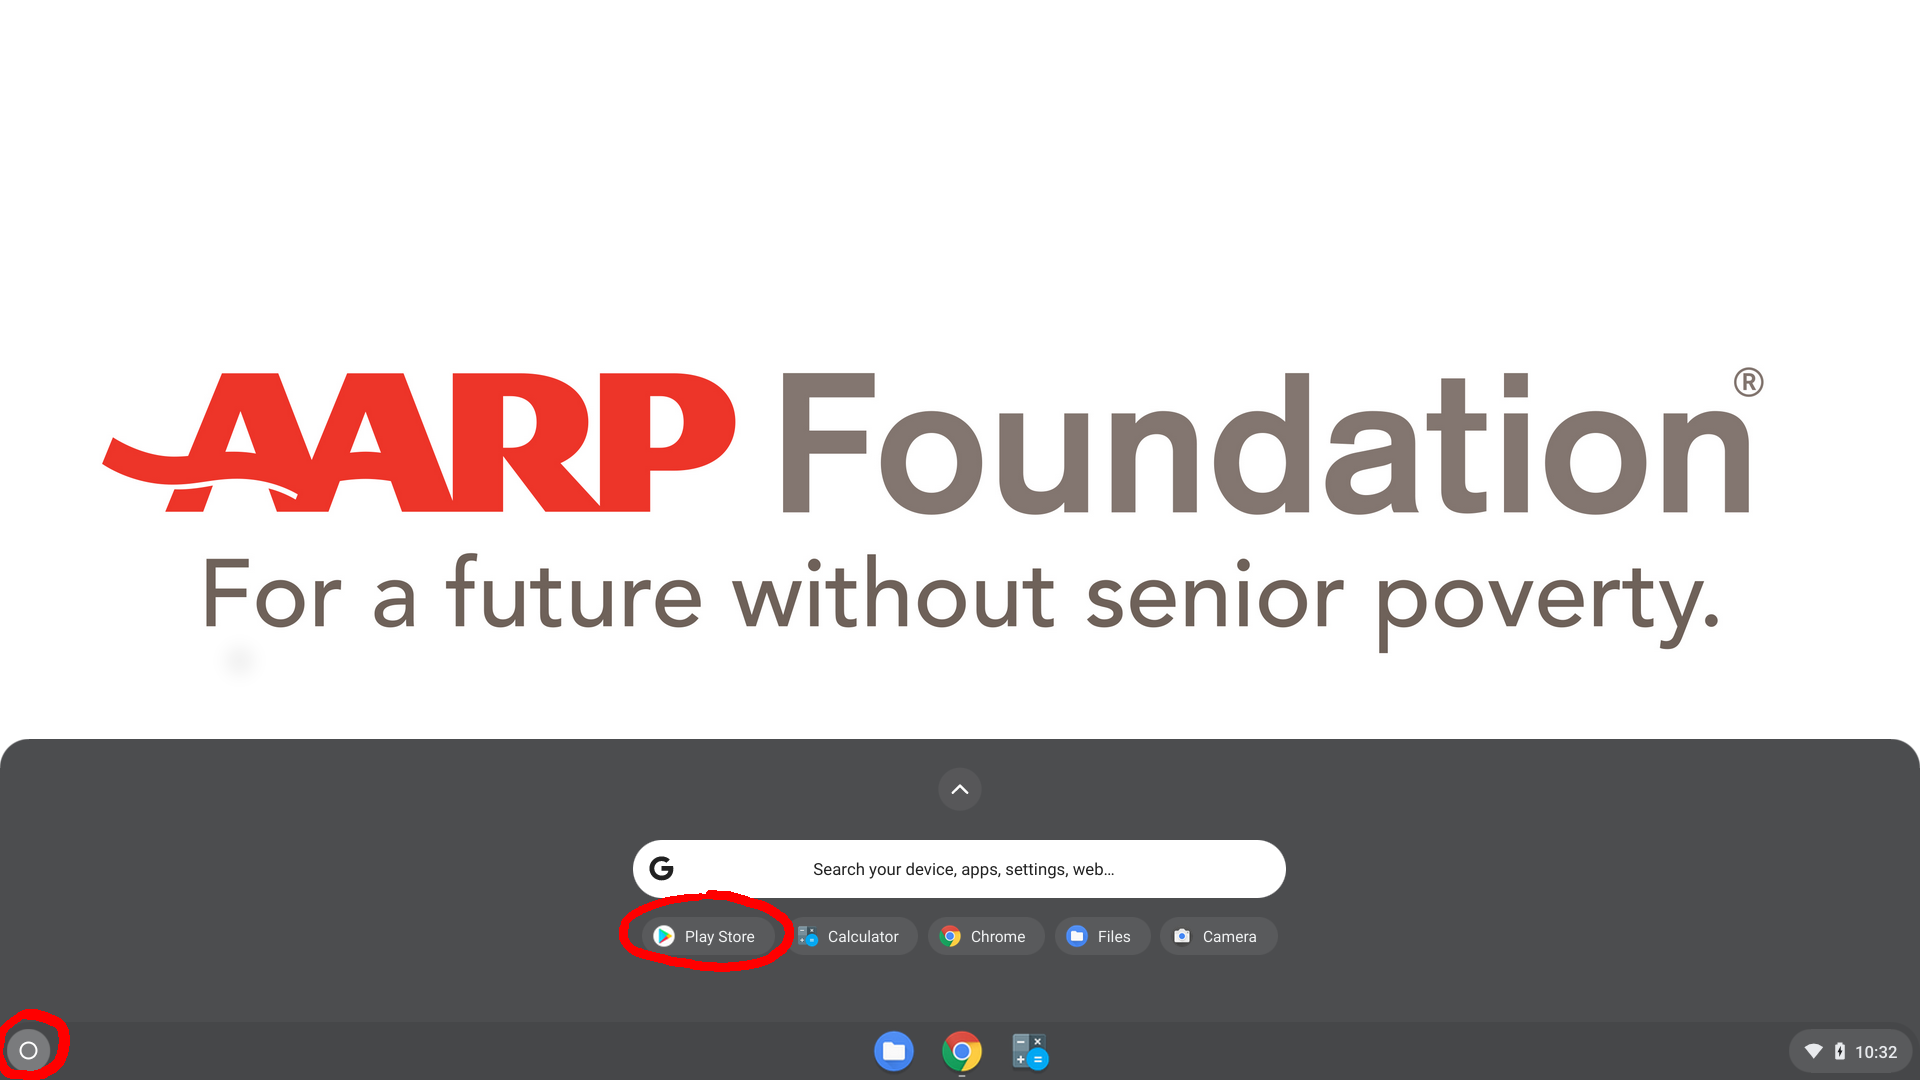 AARP Foundation®
For a future without senior poverty.
Search your device, apps, settings, web...
Play Store Calculator Chrome Files Camera
10:32